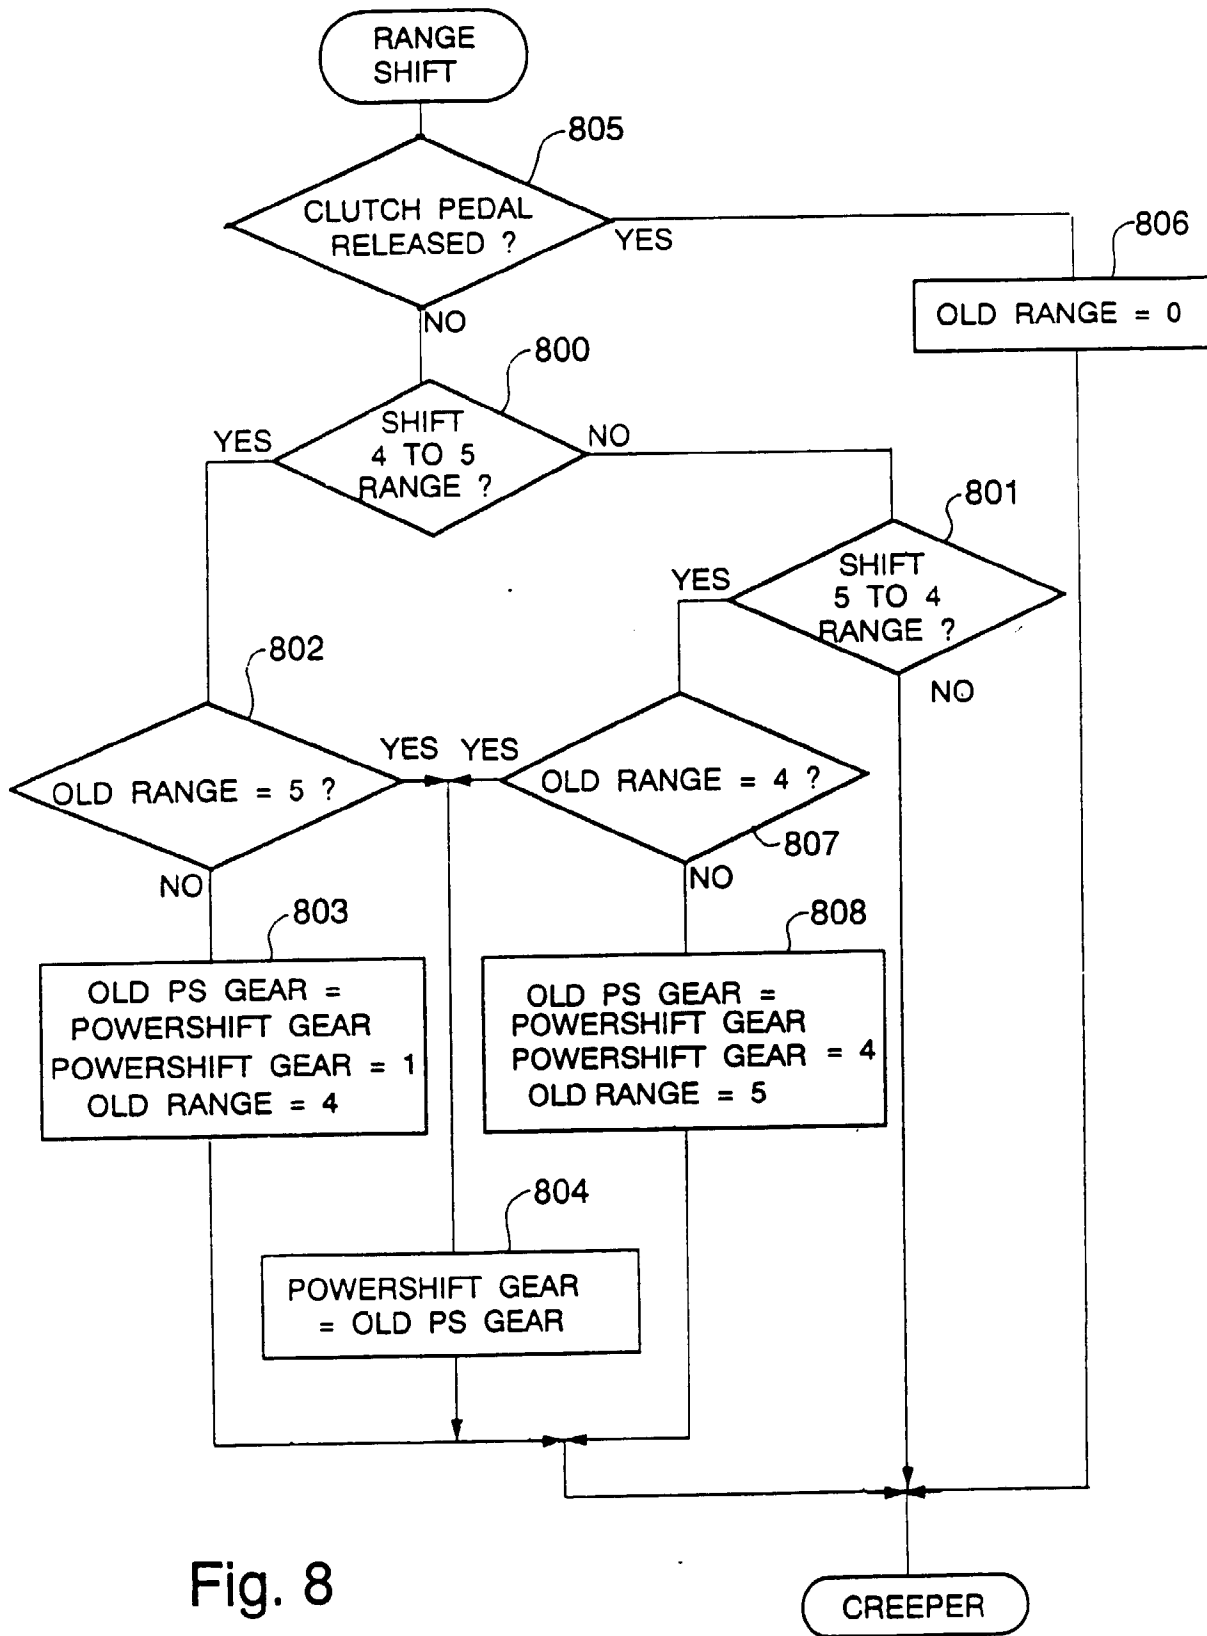 RANGE
SHIFT
805
CLUTCH PEDAL
RELEASED ?
YES
NO
806
OLD RANGE = 0
800
SHIFT
4 TO 5
RANGE ?
YES
NO
801
SHIFT
5 TO 4
RANGE ?
YES
NO
802
OLD RANGE = 5 ?
YES
NO
YES
OLD RANGE = 4 ?
807
NO
803
OLD PS GEAR =
POWERSHIFT GEAR
POWERSHIFT GEAR = 1
OLD RANGE = 4
808
OLD PS GEAR =
POWERSHIFT GEAR
POWERSHIFT GEAR = 4
OLD RANGE = 5
804
POWERSHIFT GEAR
= OLD PS GEAR
CREEPER
Fig. 8